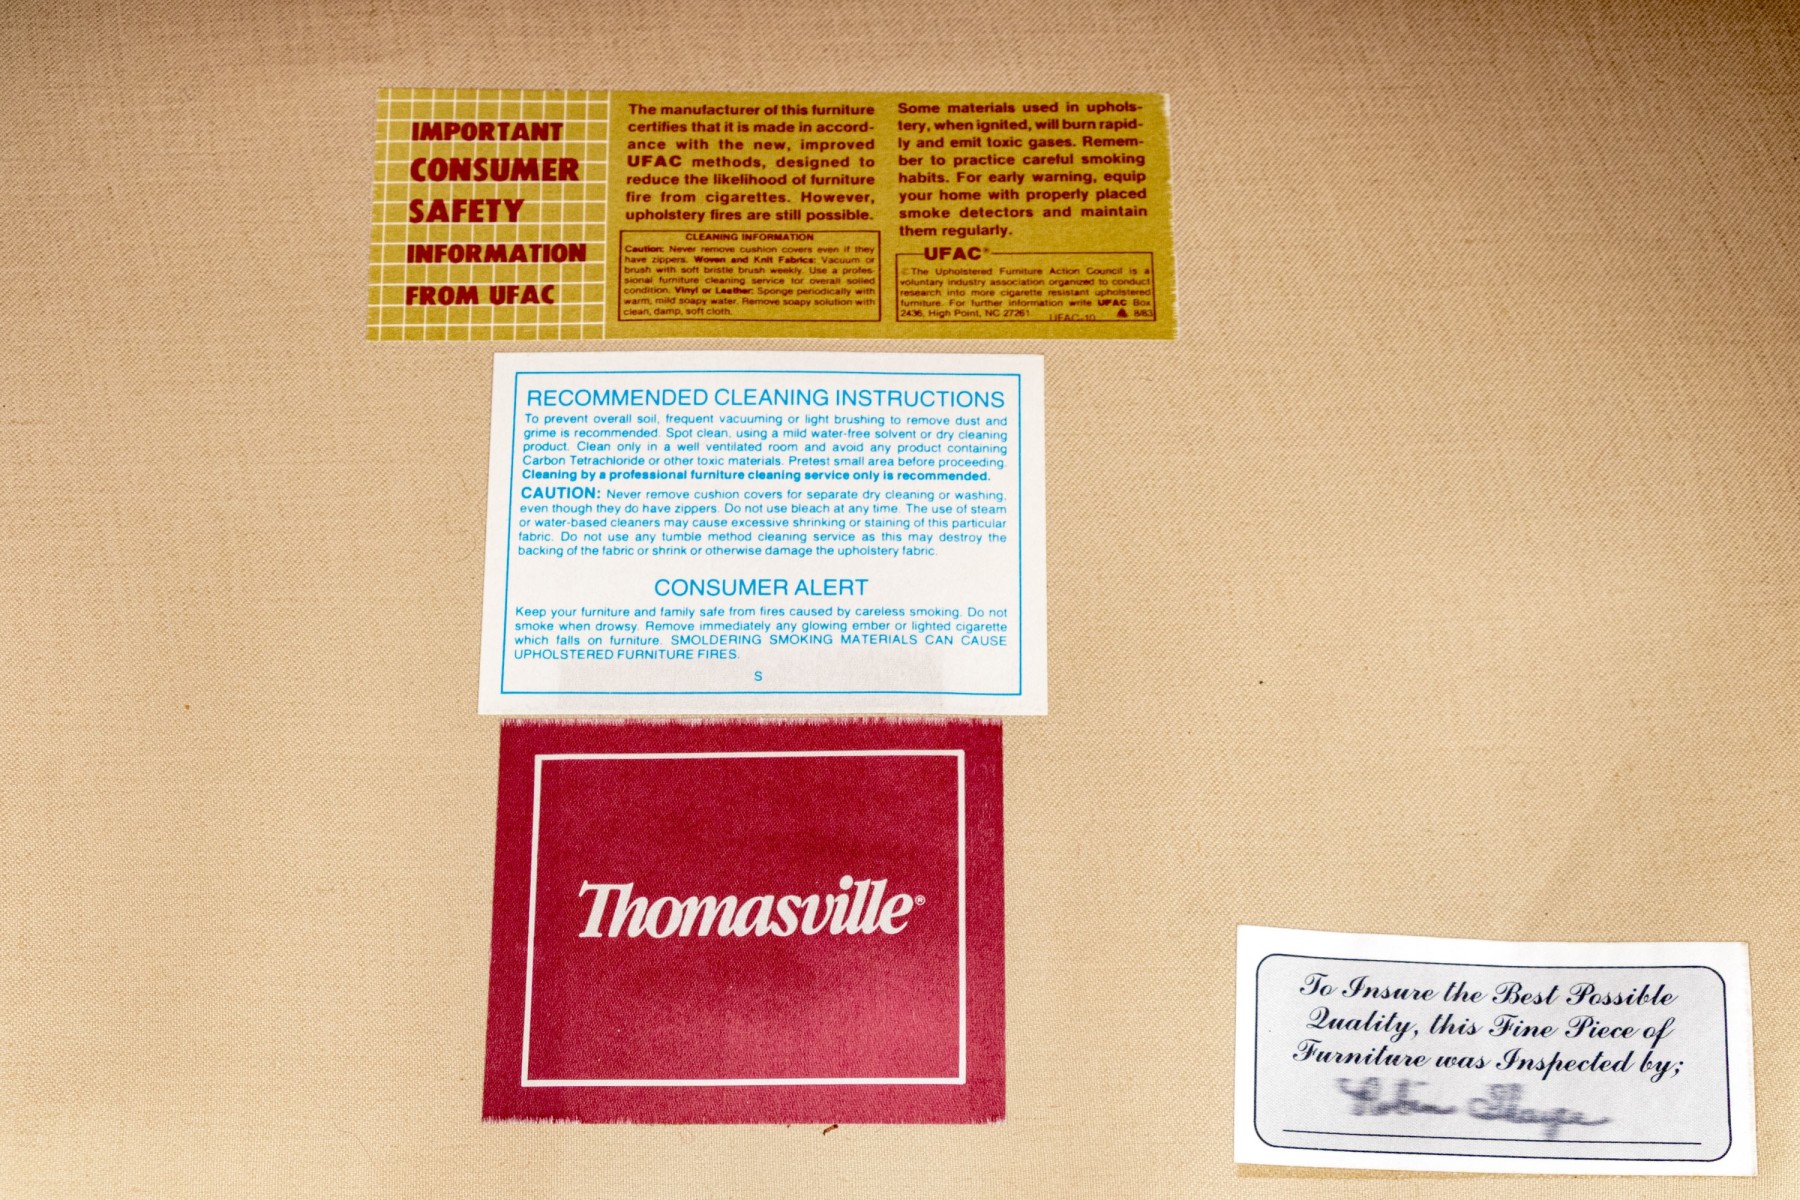 IMPORTANT
CONSUMER
SAFETY
INFORMATION
FROM UFAC
The manufacturer of this furniture
certifies that it is made in accord-
ance with the new, improved
UFAC methods, designed to
reduce the likelihood of furniture
fire from cigarettes. However,
upholstery fires are still possible.
CLEANING INFORMATION
Caution: Never remove cushion covers even if they
have zippers. Woven and Knit Fabrics: Vacuum or
brush with soft bristle brush weekly. Use a profes-
sional furniture cleaning service for overall soiled
condition. Vinyl or Leather: Sponge periodically with
warm, mild soapy water. Remove soapy solution with
clean, damp, soft cloth.
Some materials used in uphols-
tery, when ignited, will burn rapid-
ly and emit toxic gases. Remem-
ber to practice careful smoking
habits. For early warning, equip
your home with properly placed
smoke detectors and maintain
them regularly.
UFAC®
©The Upholstered Furniture Action Council is a
voluntary industry association organized to conduct
research into more cigarette resistant upholstered
furniture. For further information write UFAC Box
2436, High Point, NC 27261 UFAC-10 8/83
RECOMMENDED CLEANING INSTRUCTIONS
To prevent overall soil, frequent vacuuming or light brushing to remove dust and
grime is recommended. Spot clean, using a mild water-free solvent or dry cleaning
product. Clean only in a well ventilated room and avoid any product containing
Carbon Tetrachloride or other toxic materials. Pretest small area before proceeding.
Cleaning by a professional furniture cleaning service only is recommended.
CAUTION: Never remove cushion covers for separate dry cleaning or washing,
even though they do have zippers. Do not use bleach at any time. The use of steam
or water-based cleaners may cause excessive shrinking or staining of this particular
fabric. Do not use any tumble method cleaning service as this may destroy the
backing of the fabric or shrink or otherwise damage the upholstery fabric.
CONSUMER ALERT
Keep your furniture and family safe from fires caused by careless smoking. Do not
smoke when drowsy. Remove immediately any glowing ember or lighted cigarette
which falls on furniture. SMOLDERING SMOKING MATERIALS CAN CAUSE
UPHOLSTERED FURNITURE FIRES.
S
Thomasville®
To Insure the Best Possible
Quality, this Fine Piece of
Furniture was Inspected by;
Robin